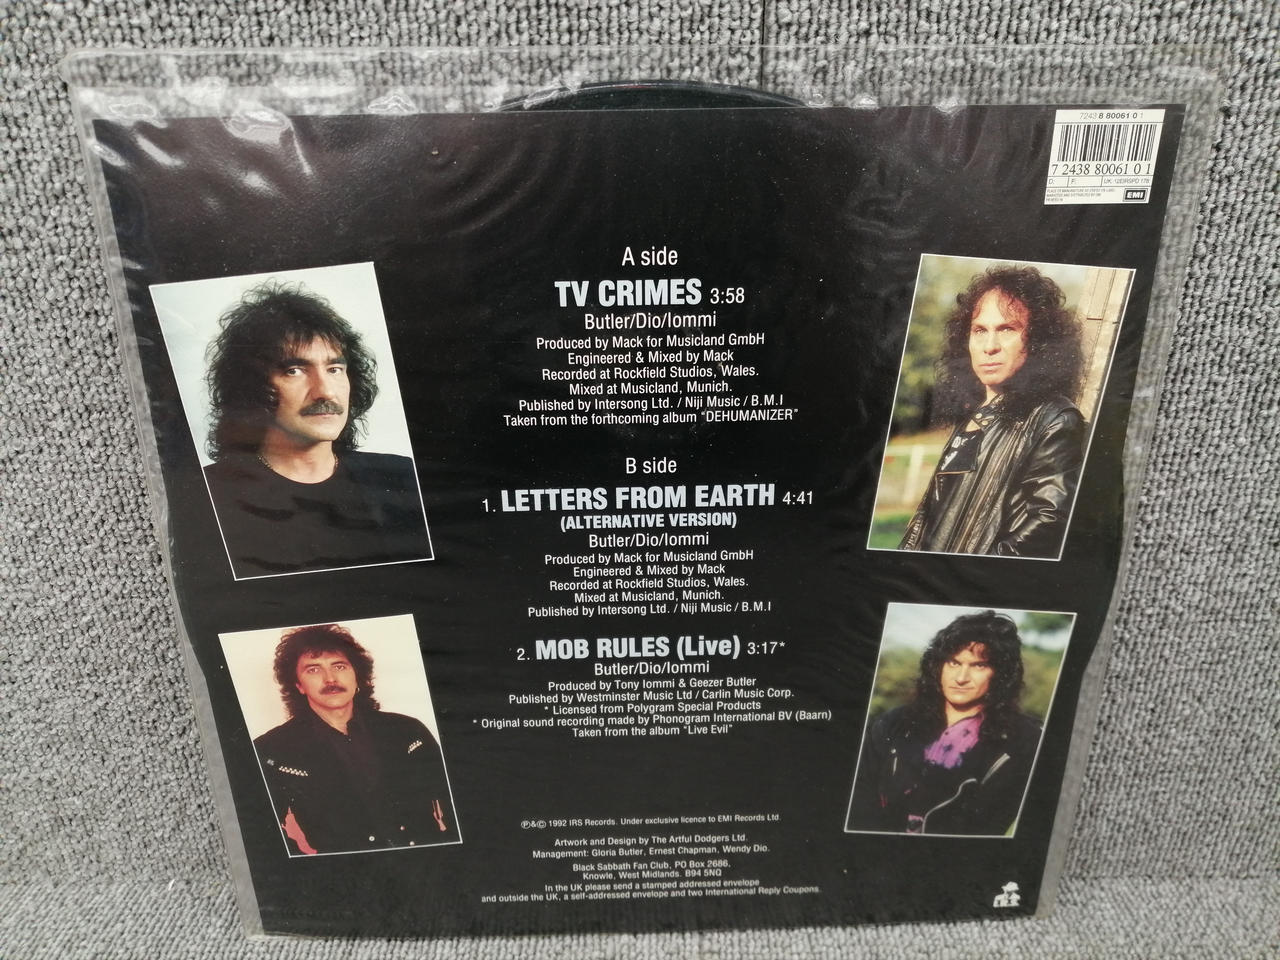 7243 8 80061 0 1
7 2438 80061 0 1
D: F: UK: 12EIRSPD 178
EMI
A side
TV CRIMES 3:58
Butler/Dio/Iommi
Produced by Mack for Musicland GmbH
Engineered & Mixed by Mack
Recorded at Rockfield Studios, Wales.
Mixed at Musicland, Munich.
Published by Intersong Ltd. / Niji Music / B.M.I
Taken from the forthcoming album "DEHUMANIZER"
B side
1. LETTERS FROM EARTH 4:41
(ALTERNATIVE VERSION)
Butler/Dio/Iommi
Produced by Mack for Musicland GmbH
Engineered & Mixed by Mack
Recorded at Rockfield Studios, Wales.
Mixed at Musicland, Munich.
Published by Intersong Ltd. / Niji Music / B.M.I
2. MOB RULES (Live) 3:17*
Butler/Dio/Iommi
Produced by Tony Iommi & Geezer Butler
Published by Westminster Music Ltd / Carlin Music Corp.
* Licensed from Polygram Special Products
* Original sound recording made by Phonogram International BV (Baarn)
Taken from the album "Live Evil"
℗&© 1992 IRS Records. Under exclusive licence to EMI Records Ltd.
Artwork and Design by The Artful Dodgers Ltd.
Management: Gloria Butler, Ernest Chapman, Wendy Dio.
Black Sabbath Fan Club, PO Box 2686,
Knowle, West Midlands. B94 5NQ
In the UK please send a stamped addressed envelope
and outside the UK, a self-addressed envelope and two International Reply Coupons.
I.R.S.